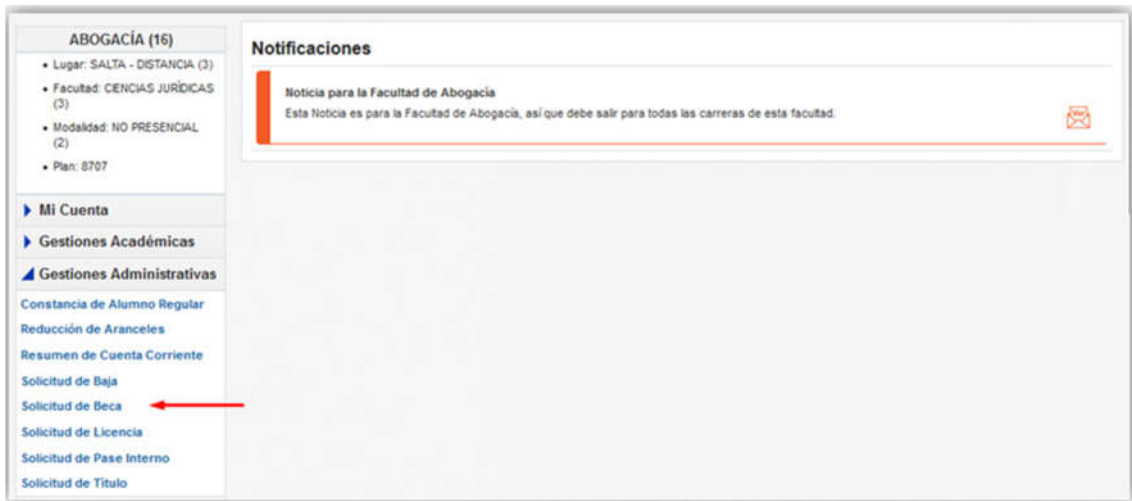 ABOGACÍA (16)
• Lugar: SALTA - DISTANCIA (3)
• Facultad: CIENCIAS JURÍDICAS
(3)
• Modalidad: NO PRESENCIAL
(2)
• Plan: 8707
Mi Cuenta
Gestiones Académicas
Gestiones Administrativas
Constancia de Alumno Regular
Reducción de Aranceles
Resumen de Cuenta Corriente
Solicitud de Baja
Solicitud de Beca
Solicitud de Licencia
Solicitud de Pase Interno
Solicitud de Título
Notificaciones
Noticia para la Facultad de Abogacía
Esta Noticia es para la Facultad de Abogacía, así que debe salir para todas las carreras de esta facultad.